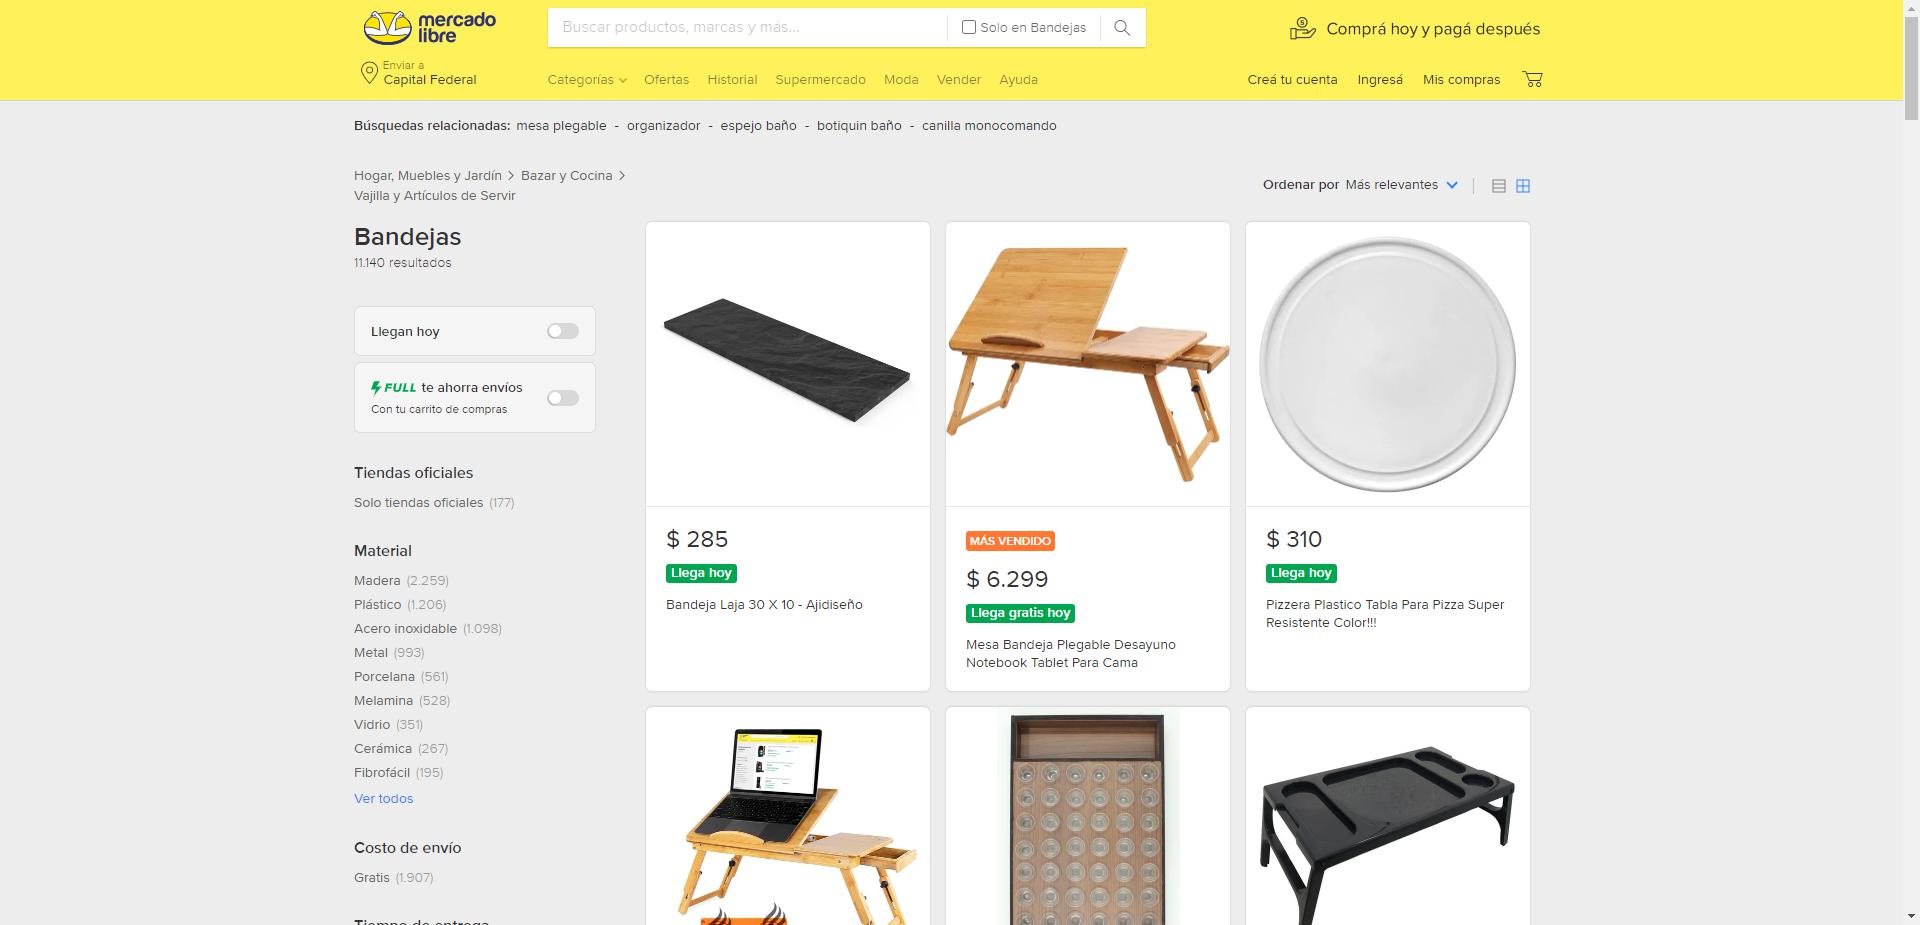 mercado
libre
Buscar productos, marcas y más...
Solo en Bandejas
Comprá hoy y pagá después
Enviar a
Capital Federal
Categorías
Ofertas
Historial
Supermercado
Moda
Vender
Ayuda
Creá tu cuenta
Ingresá
Mis compras
Búsquedas relacionadas: mesa plegable - organizador - espejo baño - botiquin baño - canilla monocomando
Hogar, Muebles y Jardín > Bazar y Cocina >
Vajilla y Artículos de Servir
Ordenar por Más relevantes
Bandejas
11.140 resultados
Llegan hoy
FULL te ahorra envíos
Con tu carrito de compras
Tiendas oficiales
Solo tiendas oficiales (177)
Material
Madera (2.259)
Plástico (1.206)
Acero inoxidable (1.098)
Metal (993)
Porcelana (561)
Melamina (528)
Vidrio (351)
Cerámica (267)
Fibrofácil (195)
Ver todos
Costo de envío
Gratis (1.907)
Tiempo de entrega
$ 285
Llega hoy
Bandeja Laja 30 X 10 - Ajidiseño
MÁS VENDIDO
$ 6.299
Llega gratis hoy
Mesa Bandeja Plegable Desayuno
Notebook Tablet Para Cama
$ 310
Llega hoy
Pizzera Plastico Tabla Para Pizza Super
Resistente Color!!!